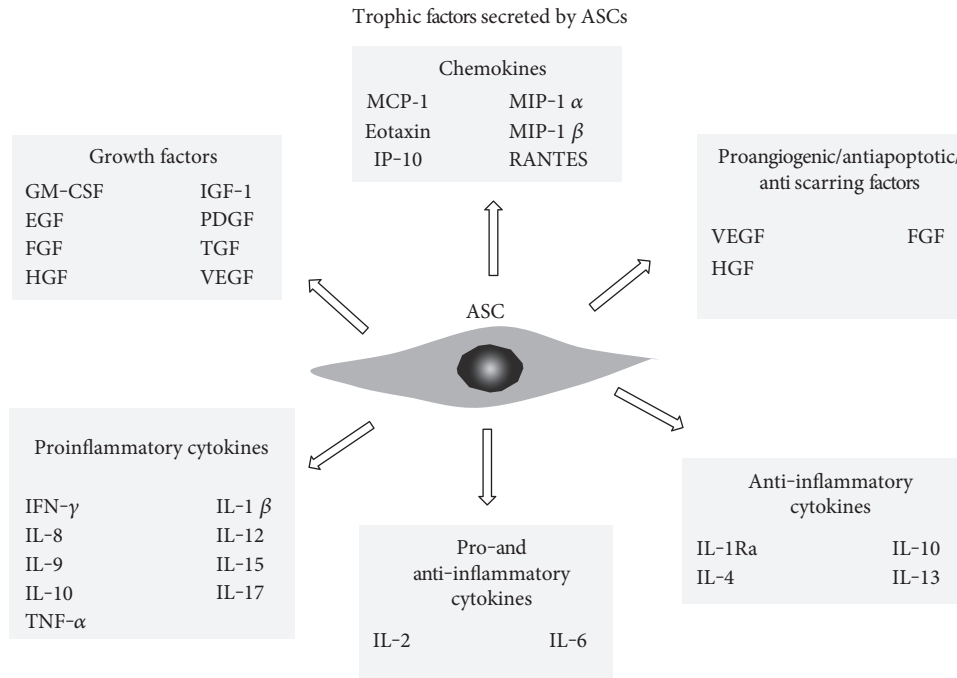 Trophic factors secreted by ASCs
Chemokines
MCP-1 MIP-1 α
Eotaxin MIP-1 β
IP-10 RANTES
Growth factors
GM-CSF IGF-1
EGF PDGF
FGF TGF
HGF VEGF
Proangiogenic/antiapoptotic/
anti scarring factors
VEGF FGF
HGF
ASC
Proinflammatory cytokines
IFN-γ IL-1 β
IL-8 IL-12
IL-9 IL-15
IL-10 IL-17
TNF-α
Pro-and
anti-inflammatory
cytokines
IL-2 IL-6
Anti-inflammatory
cytokines
IL-1Ra IL-10
IL-4 IL-13